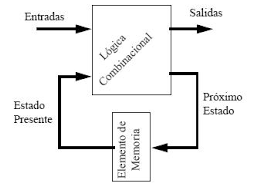 Entradas
Salidas
Lógica
Combinacional
Estado
Presente
Próximo
Estado
Elemento de
Memoria